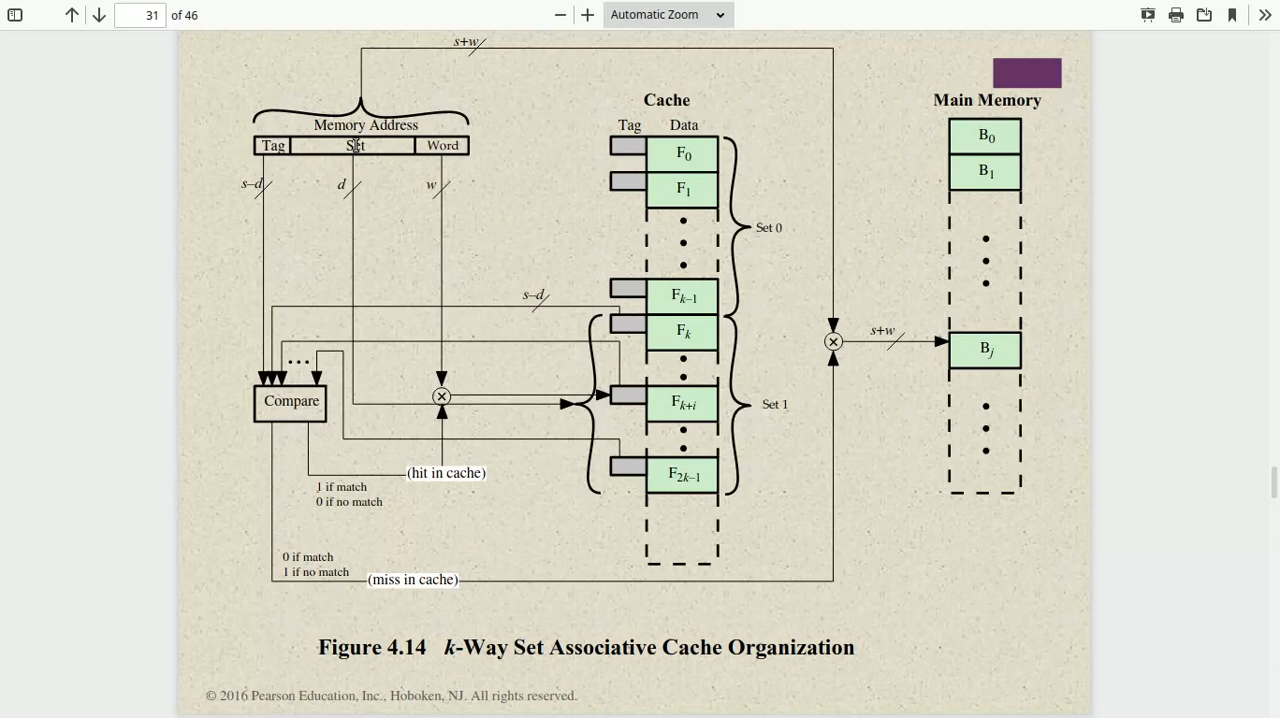 31 of 46
Automatic Zoom
s+w
Cache
Main Memory
Memory Address
Tag Data
Tag Set Word
F0
B0
F1
B1
s–d
d
w
Set 0
s–d
Fk–1
Fk
s+w
Bj
• • •
Compare
Fk+i
Set 1
(hit in cache)
F2k–1
1 if match
0 if no match
0 if match
1 if no match
(miss in cache)
Figure 4.14 k-Way Set Associative Cache Organization
© 2016 Pearson Education, Inc., Hoboken, NJ. All rights reserved.